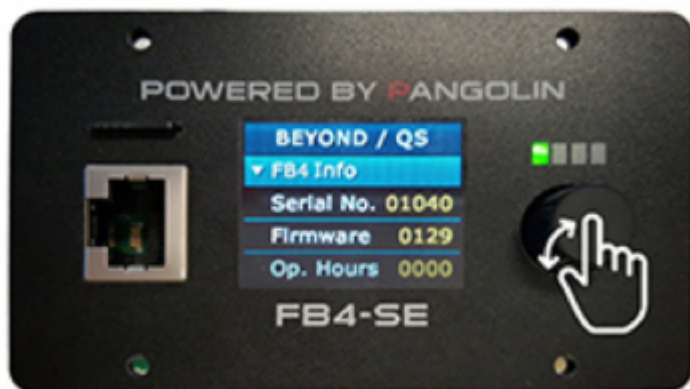 POWERED BY PANGOLIN
BEYOND / QS
FB4 Info
Serial No. 01040
Firmware 0129
Op. Hours 0000
FB4-SE